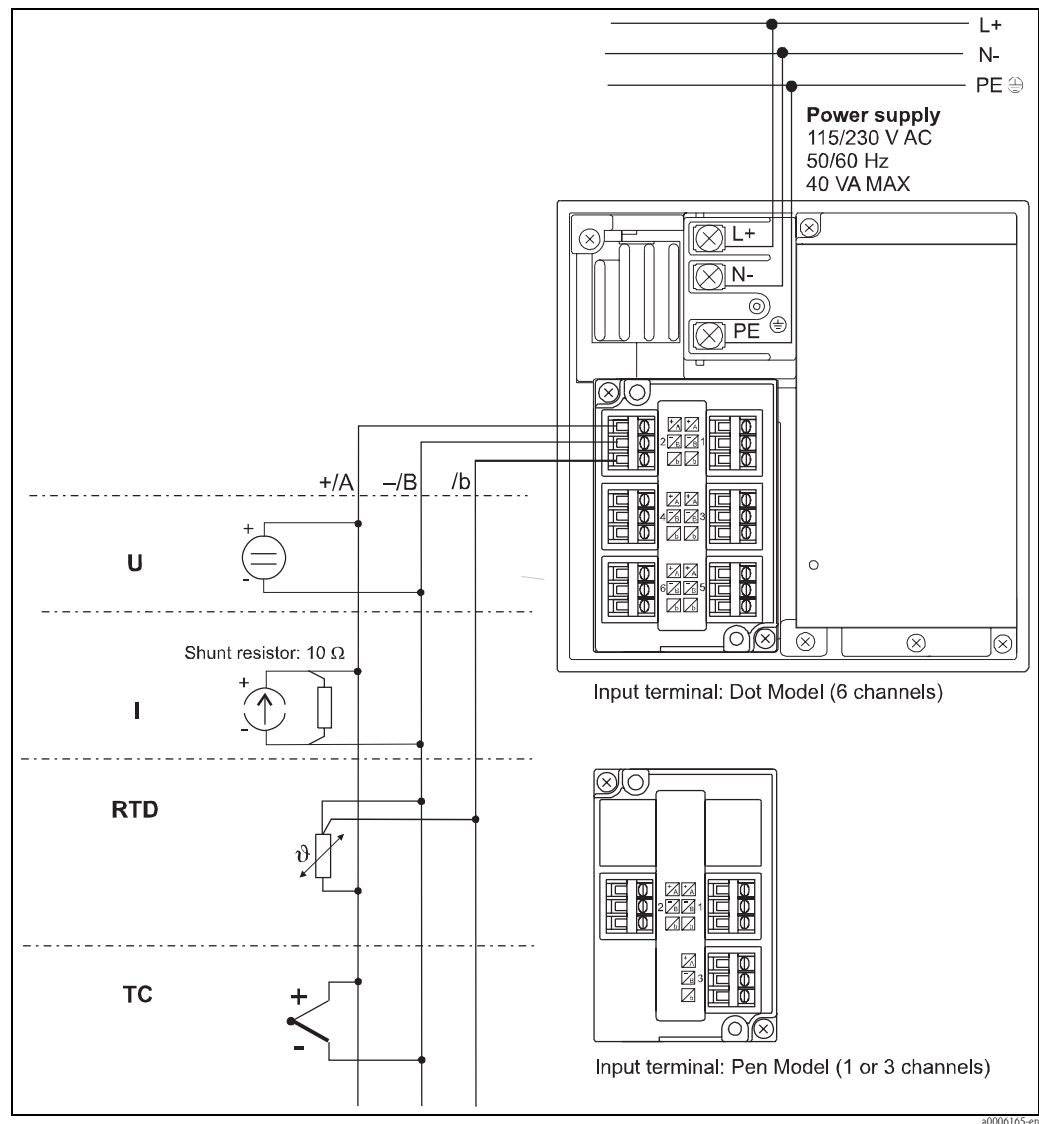 L+
N-
PE
Power supply
115/230 V AC
50/60 Hz
40 VA MAX
L+
N-
PE
2 1
4 3
6 5
+/A –/B /b
U
+
-
Shunt resistor: 10 Ω
I
+
-
Input terminal: Dot Model (6 channels)
RTD
ϑ
2 1
3
TC
+
-
Input terminal: Pen Model (1 or 3 channels)
a0006165-en